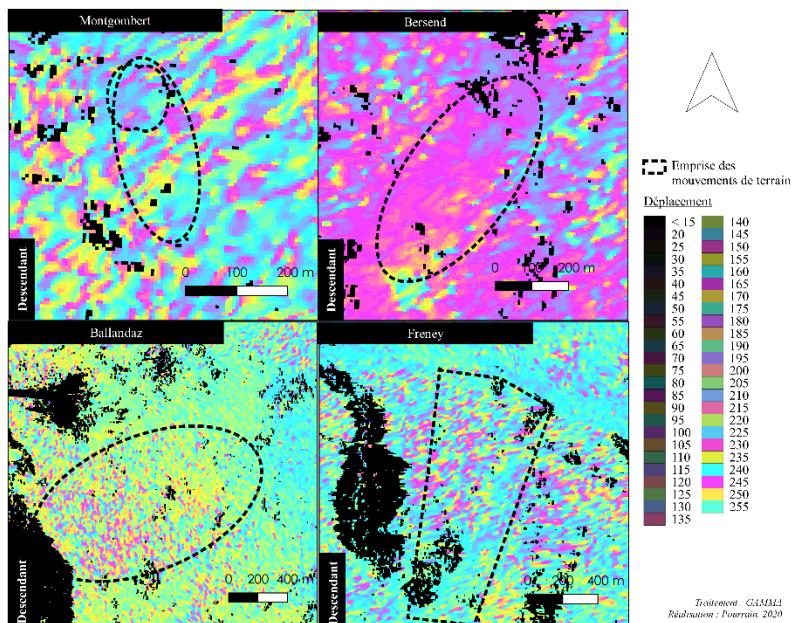 Montgombert
Bersend
Descendant
0 100 200 m
Descendant
0 100 200 m
Ballandaz
Freney
Descendant
0 200 400 m
Descendant
0 200 400 m
Emprise des
mouvements de terrain
Déplacement
< 15 140
20 145
25 150
30 155
35 160
40 165
45 170
50 175
55 180
60 185
65 190
70 195
75 200
80 205
85 210
90 215
95 220
100 225
105 230
110 235
115 240
120 245
125 250
130 255
135
Traitement : GAMMA
Réalisation : Pourrain, 2020